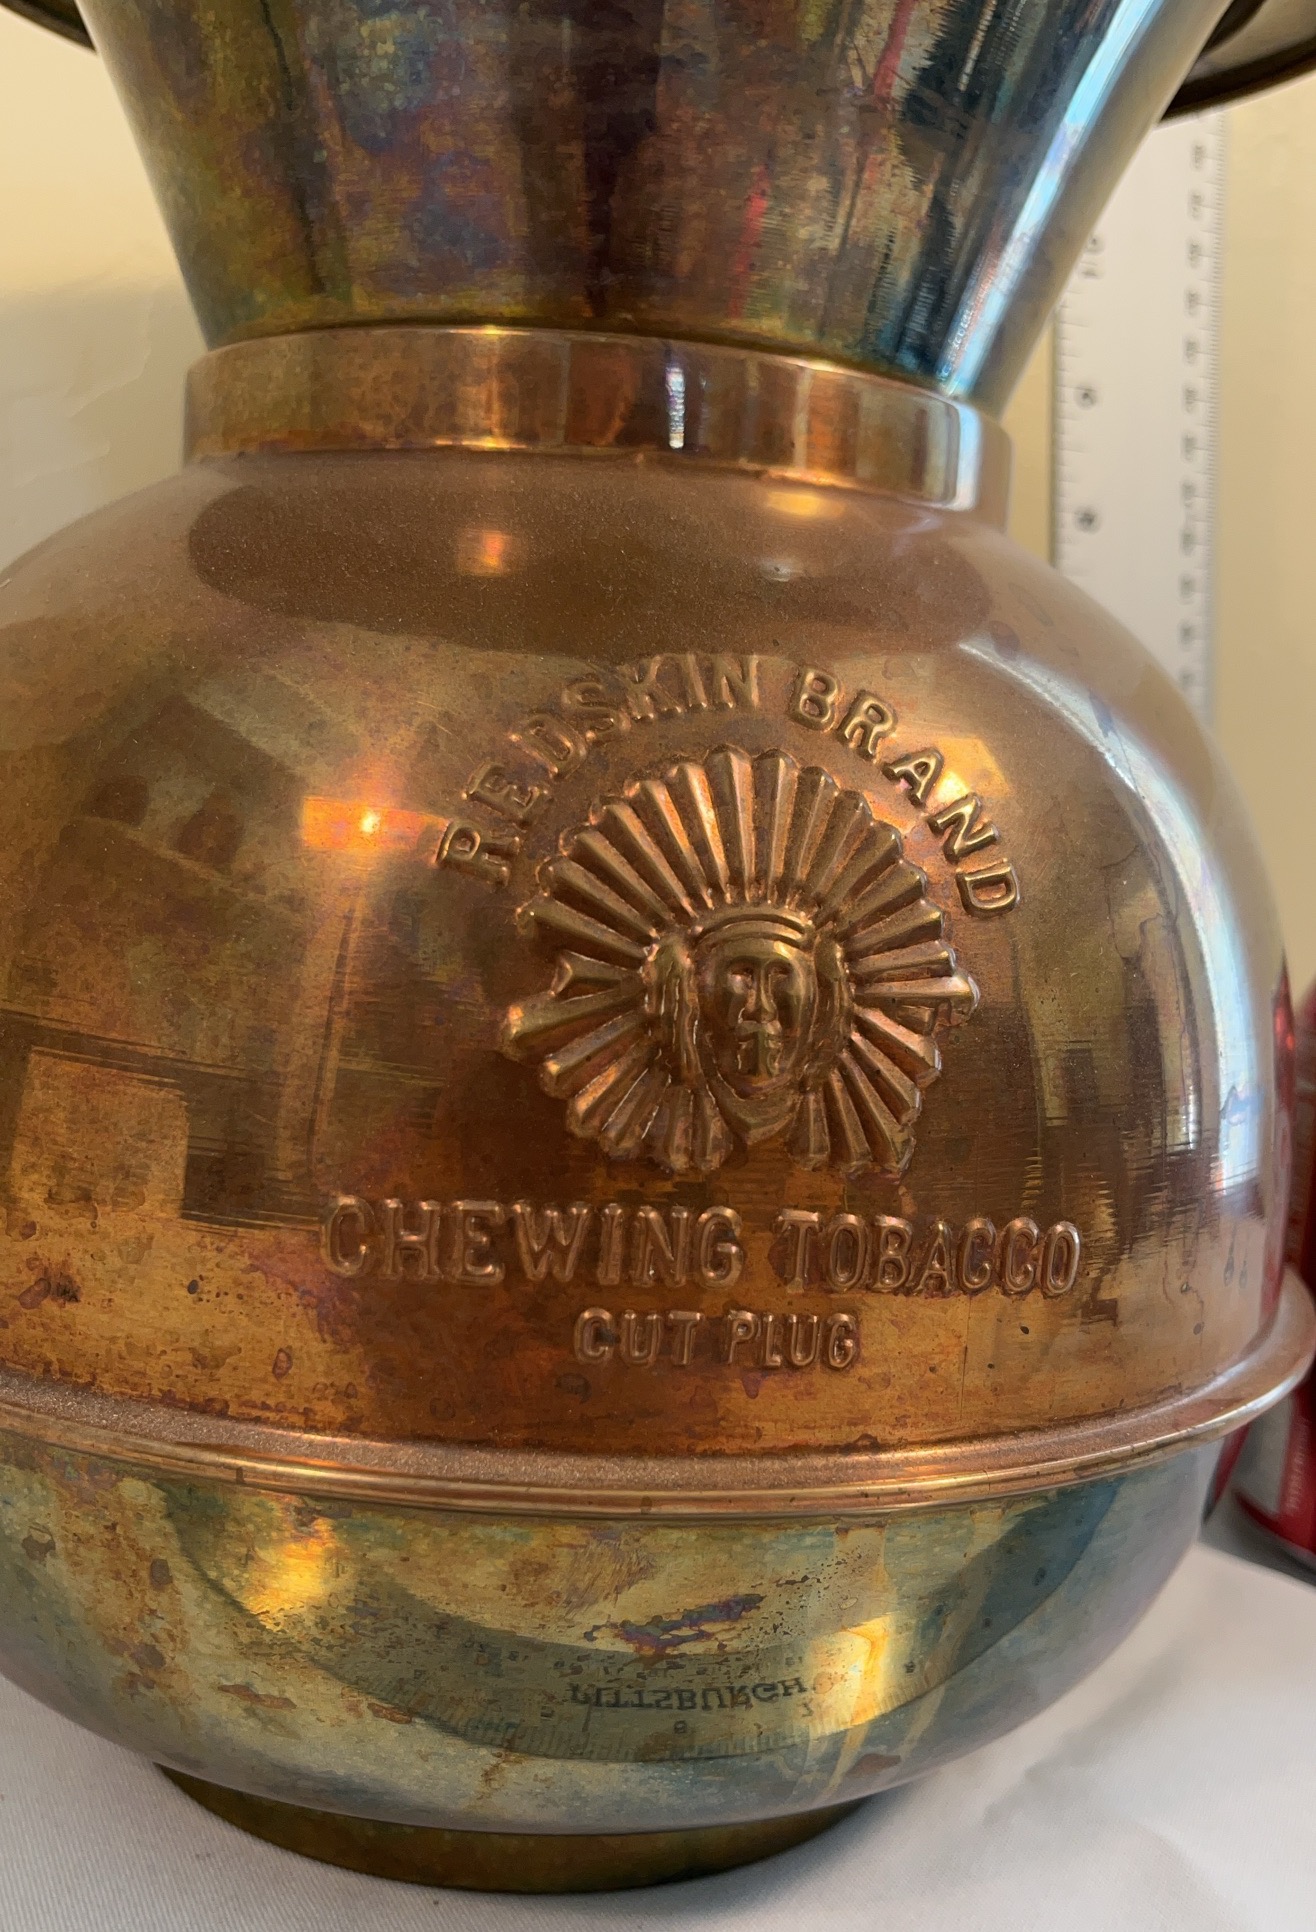 REDSKIN BRAND
CHEWING TOBACCO
CUT PLUG
PITTSBURGH